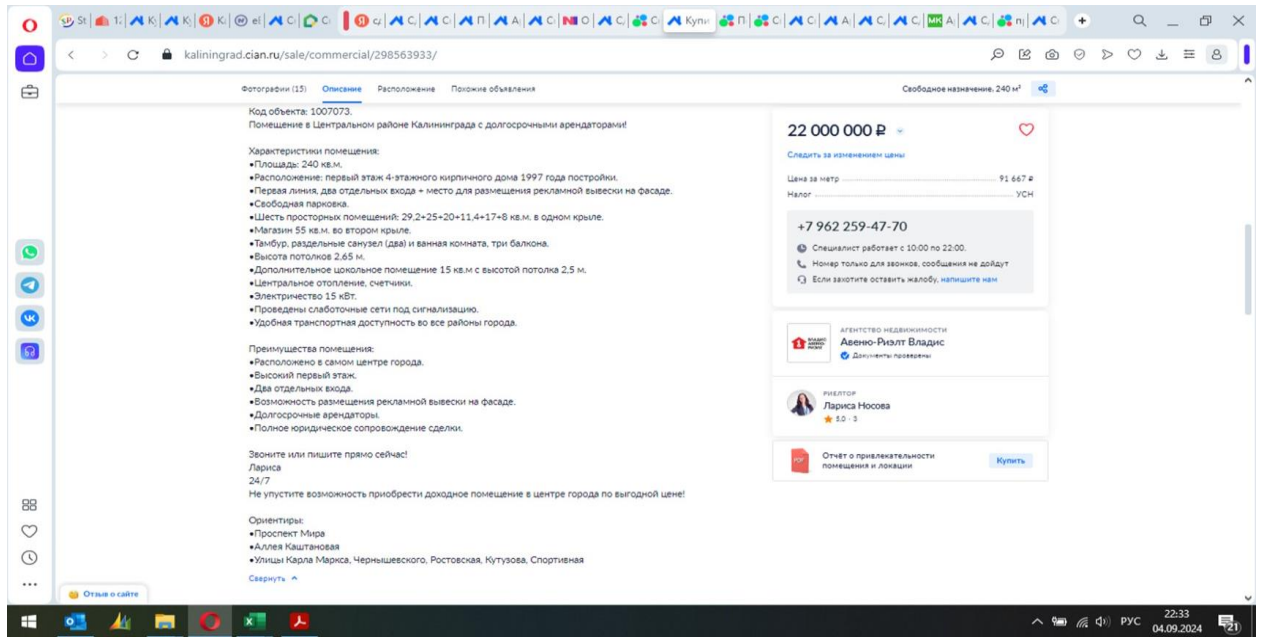 kaliningrad.cian.ru/sale/commercial/298563933/
Фотографии (15) Описание Расположение Похожие объявления
Свободное назначение, 240 м²
Код объекта: 1007073.
Помещение в Центральном районе Калининграда с долгосрочными арендаторами!
Характеристики помещения:
•Площадь: 240 кв.м.
•Расположение: первый этаж 4-этажного кирпичного дома 1997 года постройки.
•Первая линия, два отдельных входа + место для размещения рекламной вывески на фасаде.
•Свободная парковка.
•Шесть просторных помещений: 29,2+25+20+11,4+17+8 кв.м. в одном крыле.
•Магазин 55 кв.м. во втором крыле.
•Тамбур, раздельные санузел (два) и ванная комната, три балкона.
•Высота потолков 2,65 м.
•Дополнительное цокольное помещение 15 кв.м с высотой потолка 2,5 м.
•Центральное отопление, счетчики.
•Электричество 15 кВт.
•Проведены слаботочные сети под сигнализацию.
•Удобная транспортная доступность во все районы города.
Преимущества помещения:
•Расположено в самом центре города.
•Высокий первый этаж.
•Два отдельных входа.
•Возможность размещения рекламной вывески на фасаде.
•Долгосрочные арендаторы.
•Полное юридическое сопровождение сделки.
Звоните или пишите прямо сейчас!
Лариса
24/7
Не упустите возможность приобрести доходное помещение в центре города по выгодной цене!
Ориентиры:
•Проспект Мира
•Аллея Каштановая
•Улицы Карла Маркса, Чернышевского, Ростовская, Кутузова, Спортивная
Свернуть
22 000 000 ₽
Следить за изменением цены
Цена за метр 91 667 ₽
Налог УСН
+7 962 259-47-70
Специалист работает с 10:00 по 22:00.
Номер только для звонков, сообщения не дойдут
Если захотите оставить жалобу, напишите нам
АГЕНТСТВО НЕДВИЖИМОСТИ
Авеню-Риэлт Владис
Документы проверены
РИЕЛТОР
Лариса Носова
5,0 · 3
PDF
Отчёт о привлекательности
помещения и локации
Купить
Отзыв о сайте
РУС
22:33
04.09.2024
21